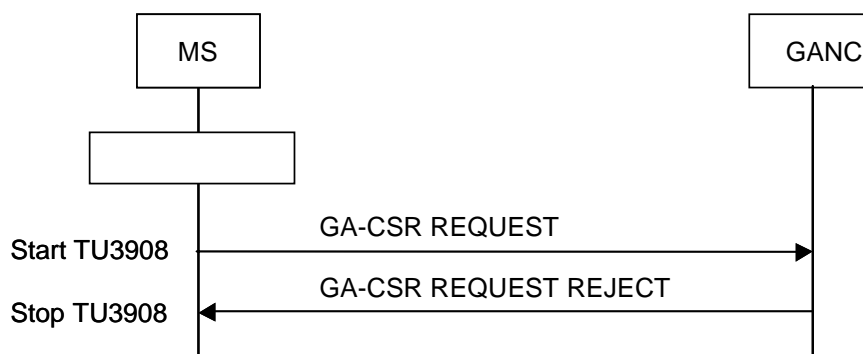 MS
GANC
GA-CSR REQUEST
Start TU3908
GA-CSR REQUEST REJECT
Stop TU3908